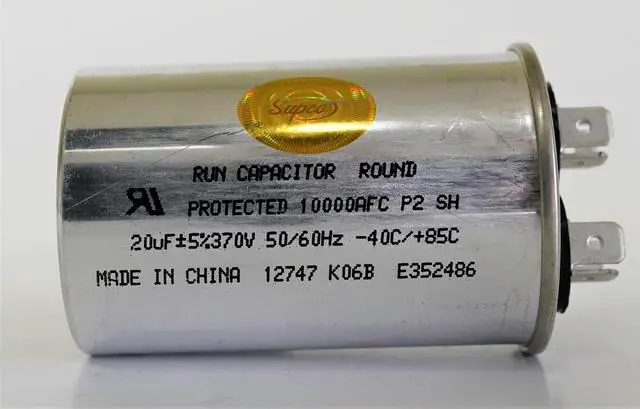 Supco
RUN CAPACITOR ROUND
PROTECTED 10000AFC P2 SH
20uF±5%370V 50/60Hz -40C/+85C
MADE IN CHINA 12747 K06B E352486